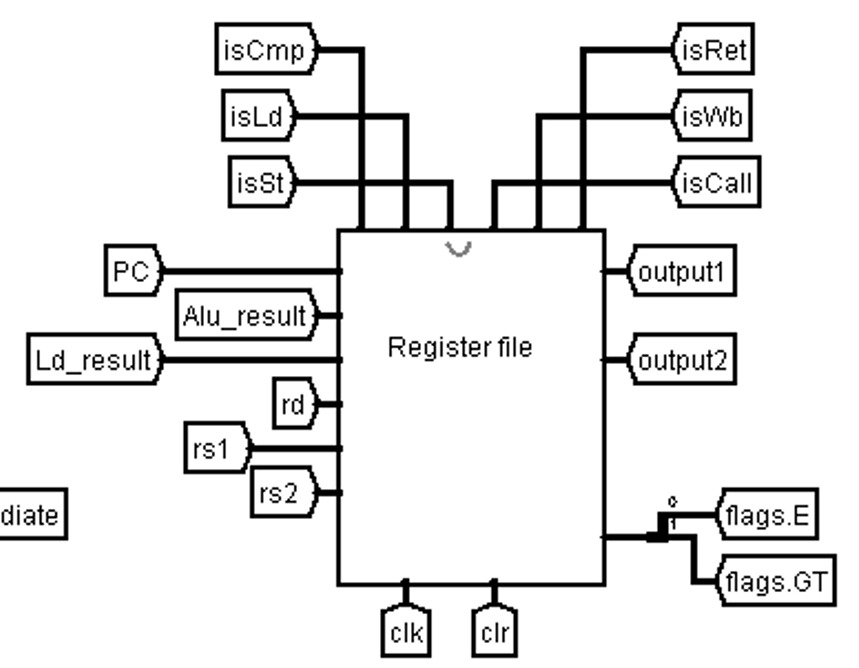 isCmp
isRet
isLd
isWb
isSt
isCall
PC
output1
Alu_result
Register file
Ld_result
output2
rd
rs1
rs2
diate
0
1
flags.E
flags.GT
clk
clr